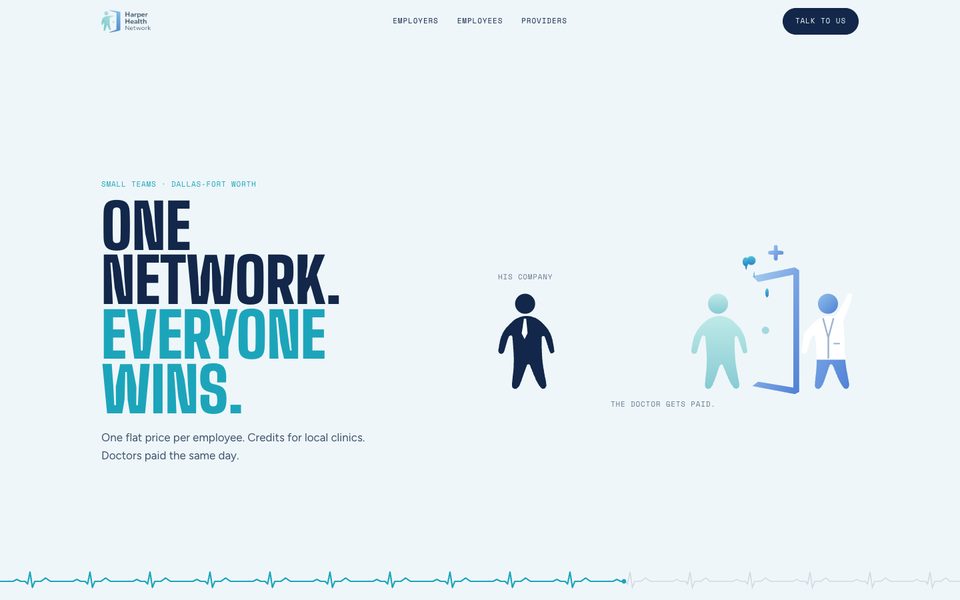 Harper
Health
Network
EMPLOYERS
EMPLOYEES
PROVIDERS
TALK TO US
SMALL TEAMS · DALLAS-FORT WORTH
ONE
NETWORK.
EVERYONE
WINS.
One flat price per employee. Credits for local clinics.
Doctors paid the same day.
HIS COMPANY
THE DOCTOR GETS PAID.